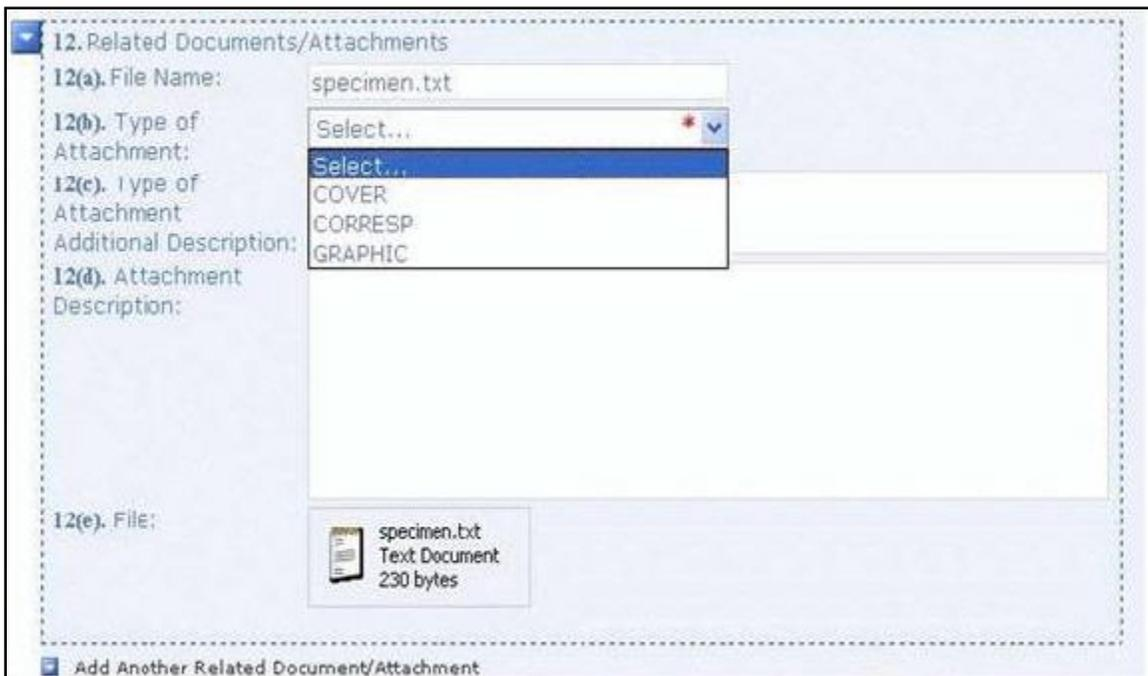 12. Related Documents/Attachments
12(a). File Name:
specimen.txt
12(b). Type of
Attachment:
Select... *
Select...
COVER
CORRESP
GRAPHIC
12(c). Type of
Attachment
Additional Description:
12(d). Attachment
Description:
12(e). File:
specimen.txt
Text Document
230 bytes
Add Another Related Document/Attachment